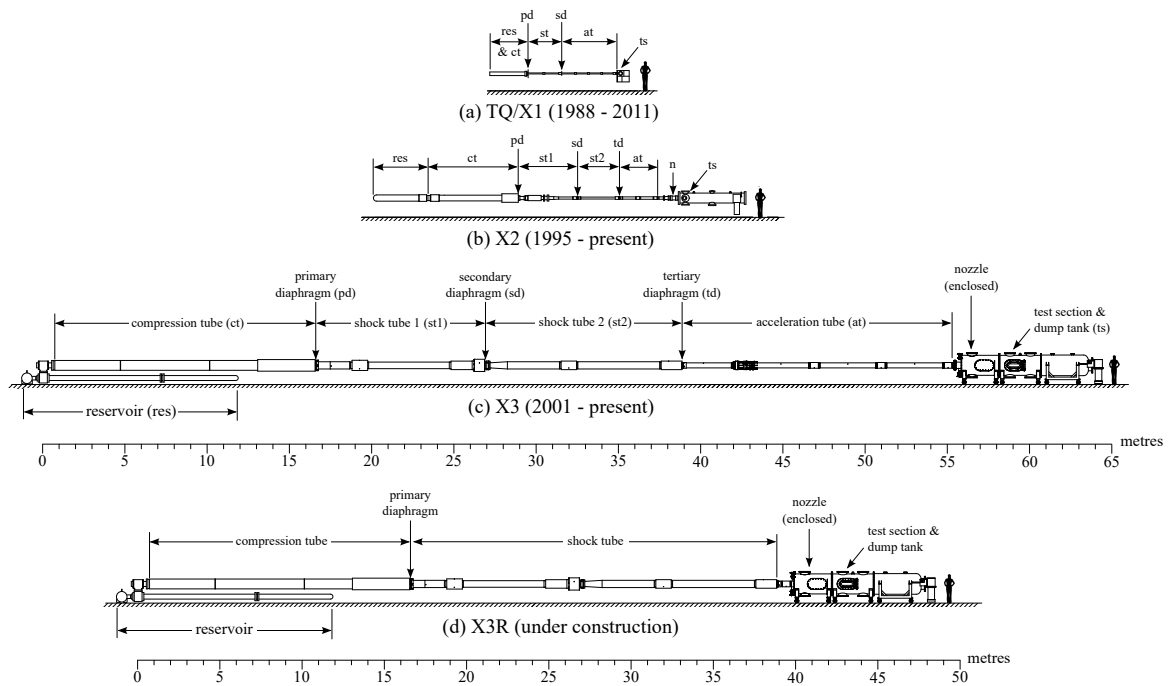 pd sd
res st at
& ct ts
(a) TQ/X1 (1988 - 2011)
pd sd td
res ct st1 st2 at n ts
(b) X2 (1995 - present)
primary
diaphragm (pd)
secondary
diaphragm (sd)
tertiary
diaphragm (td)
nozzle
(enclosed)
test section &
dump tank (ts)
compression tube (ct) shock tube 1 (st1) shock tube 2 (st2) acceleration tube (at)
reservoir (res)
(c) X3 (2001 - present)
metres
0 5 10 15 20 25 30 35 40 45 50 55 60 65
primary
diaphragm
nozzle
(enclosed)
test section &
dump tank
compression tube shock tube
reservoir
(d) X3R (under construction)
metres
0 5 10 15 20 25 30 35 40 45 50